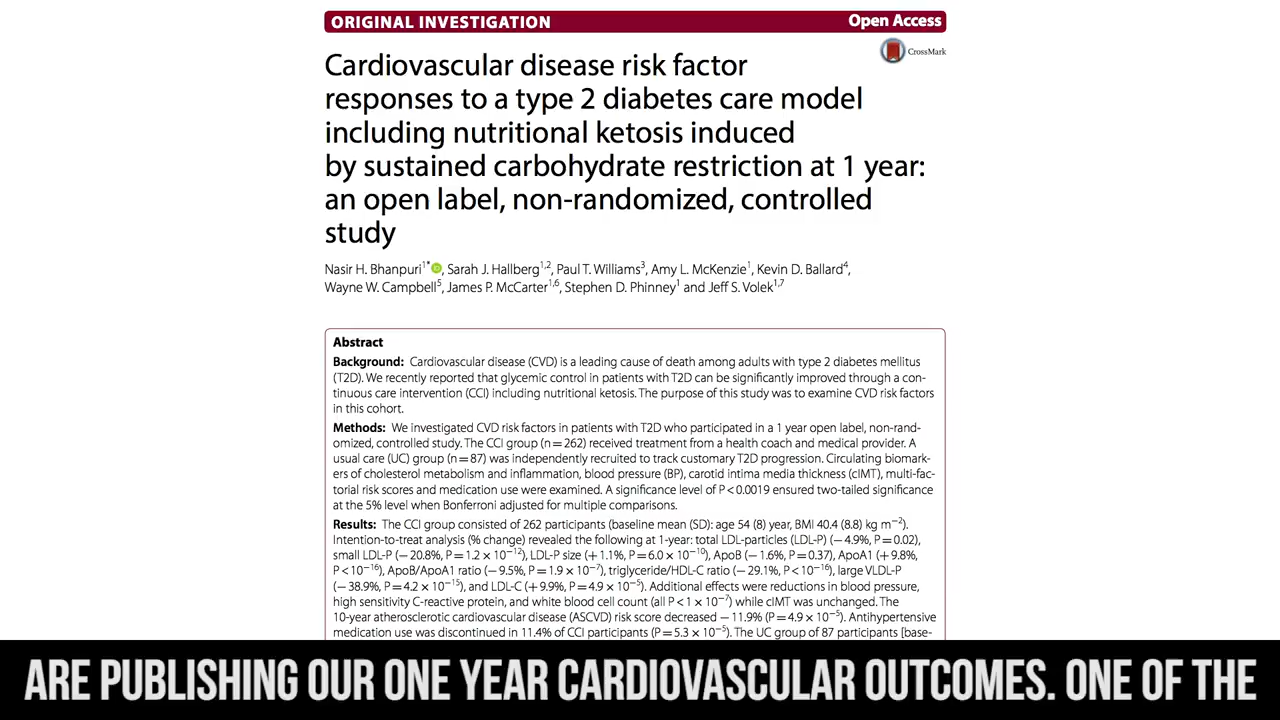 ORIGINAL INVESTIGATION
Open Access
CrossMark
Cardiovascular disease risk factor
responses to a type 2 diabetes care model
including nutritional ketosis induced
by sustained carbohydrate restriction at 1 year:
an open label, non-randomized, controlled
study
Nasir H. Bhanpuri¹*, Sarah J. Hallberg¹,², Paul T. Williams³, Amy L. McKenzie¹, Kevin D. Ballard⁴,
Wayne W. Campbell⁵, James P. McCarter¹,⁶, Stephen D. Phinney¹ and Jeff S. Volek¹,⁷
Abstract
Background: Cardiovascular disease (CVD) is a leading cause of death among adults with type 2 diabetes mellitus
(T2D). We recently reported that glycemic control in patients with T2D can be significantly improved through a con-
tinuous care intervention (CCI) including nutritional ketosis. The purpose of this study was to examine CVD risk factors
in this cohort.
Methods: We investigated CVD risk factors in patients with T2D who participated in a 1 year open label, non-rand-
omized, controlled study. The CCI group (n = 262) received treatment from a health coach and medical provider. A
usual care (UC) group (n = 87) was independently recruited to track customary T2D progression. Circulating biomark-
ers of cholesterol metabolism and inflammation, blood pressure (BP), carotid intima media thickness (cIMT), multi-fac-
torial risk scores and medication use were examined. A significance level of P < 0.0019 ensured two-tailed significance
at the 5% level when Bonferroni adjusted for multiple comparisons.
Results: The CCI group consisted of 262 participants (baseline mean (SD): age 54 (8) year, BMI 40.4 (8.8) kg m⁻²).
Intention-to-treat analysis (% change) revealed the following at 1-year: total LDL-particles (LDL-P) (− 4.9%, P = 0.02),
small LDL-P (− 20.8%, P = 1.2 × 10⁻¹²), LDL-P size (+ 1.1%, P = 6.0 × 10⁻¹⁰), ApoB (− 1.6%, P = 0.37), ApoA1 (+ 9.8%,
P < 10⁻¹⁶), ApoB/ApoA1 ratio (− 9.5%, P = 1.9 × 10⁻⁷), triglyceride/HDL-C ratio (− 29.1%, P < 10⁻¹⁶), large VLDL-P
(− 38.9%, P = 4.2 × 10⁻¹⁵), and LDL-C (+ 9.9%, P = 4.9 × 10⁻⁵). Additional effects were reductions in blood pressure,
high sensitivity C-reactive protein, and white blood cell count (all P < 1 × 10⁻⁷) while cIMT was unchanged. The
10-year atherosclerotic cardiovascular disease (ASCVD) risk score decreased − 11.9% (P = 4.9 × 10⁻⁵). Antihypertensive
medication use was discontinued in 11.4% of CCI participants (P = 5.3 × 10⁻⁵). The UC group of 87 participants [base-
ARE PUBLISHING OUR ONE YEAR CARDIOVASCULAR OUTCOMES. ONE OF THE